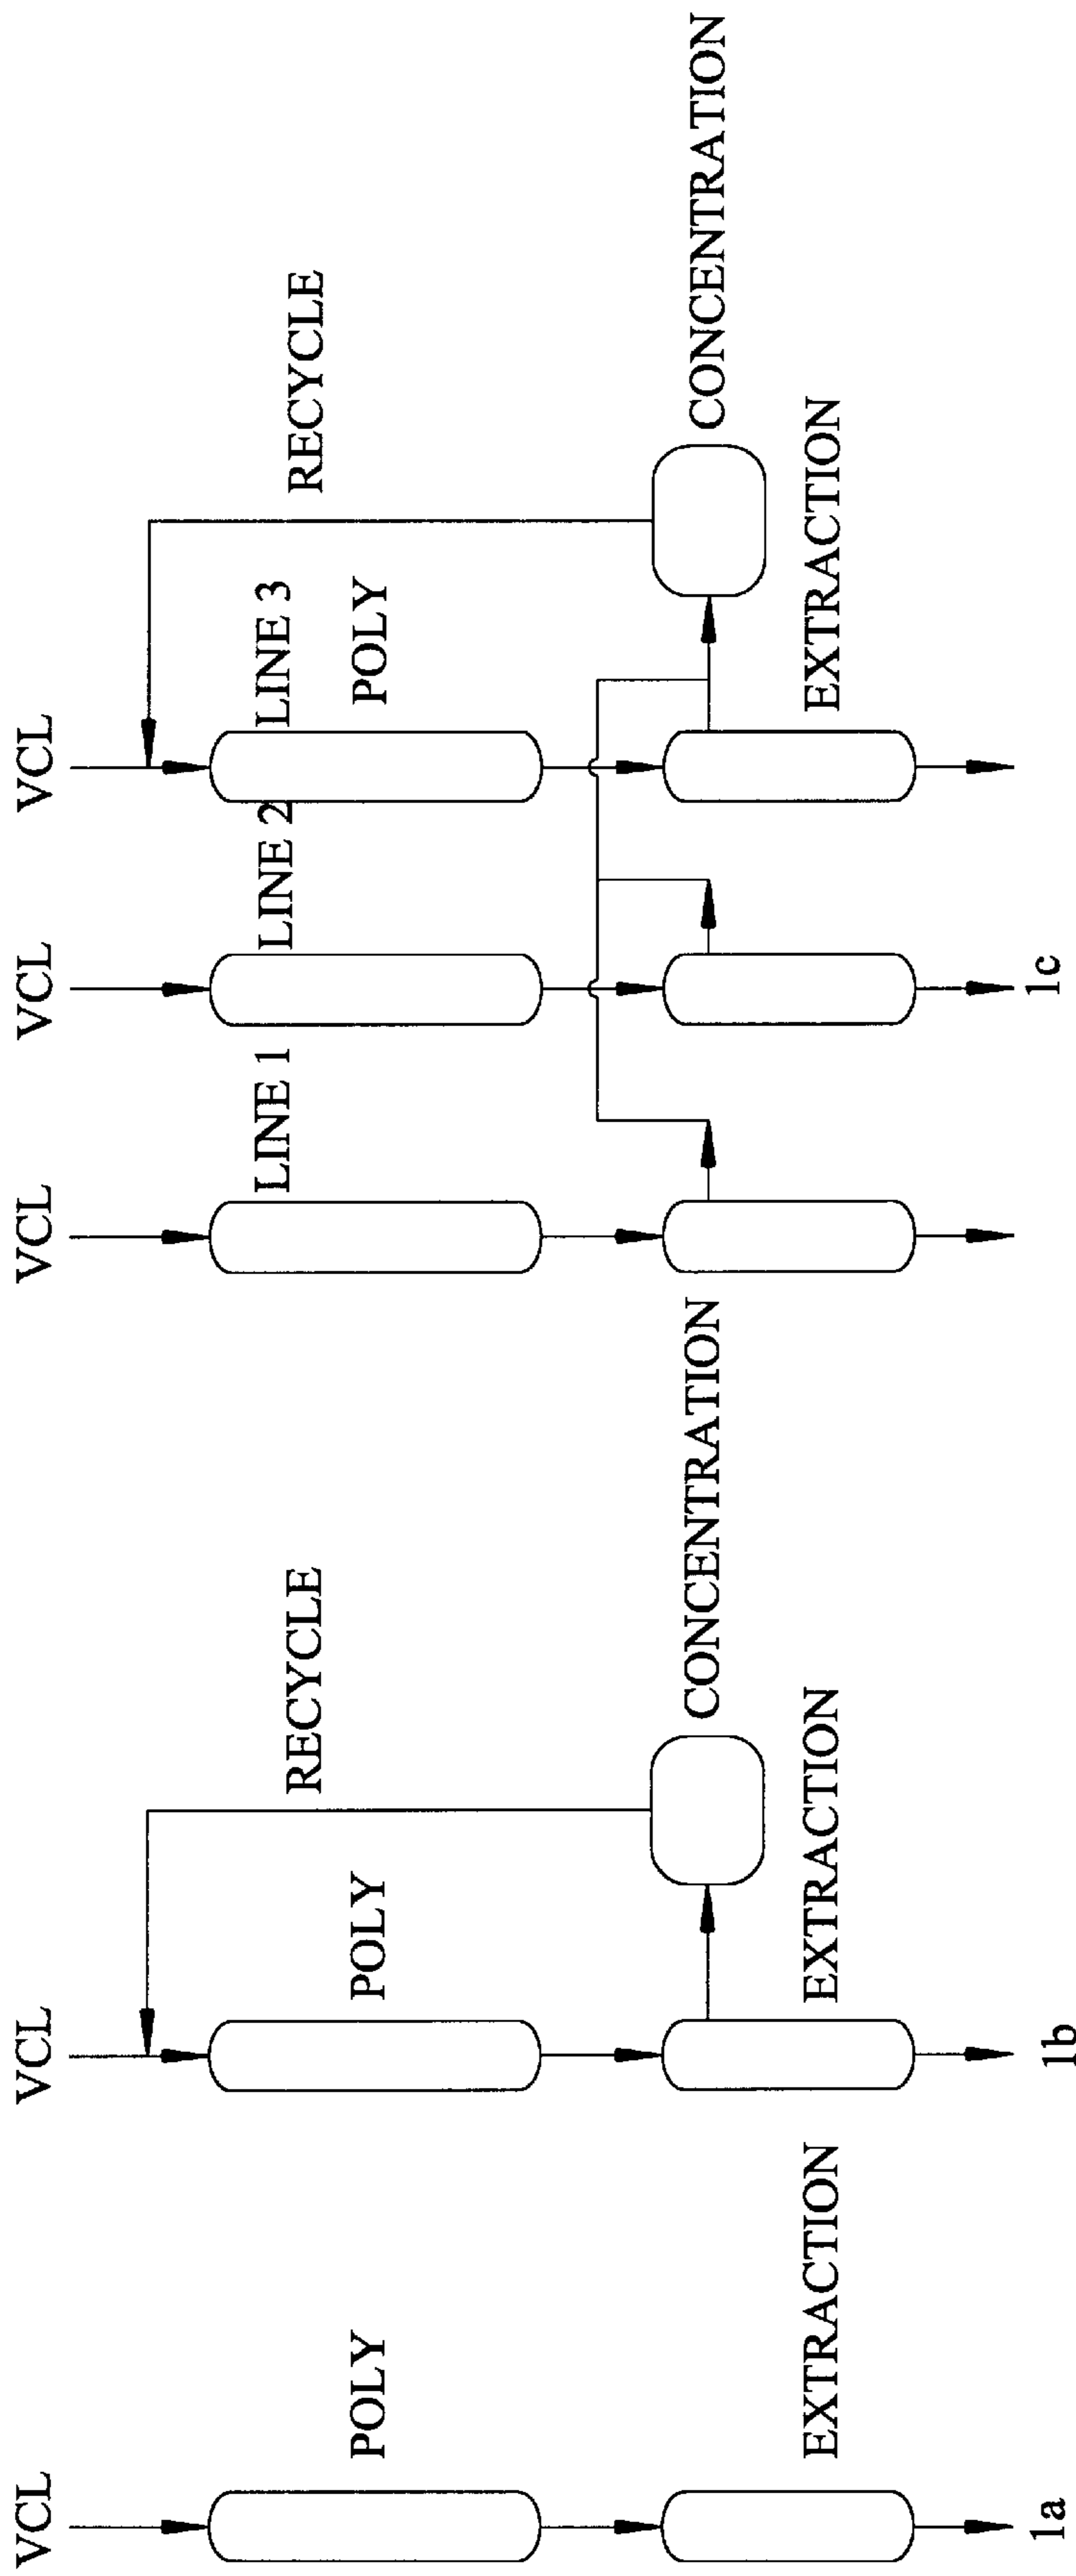 VCL
POLY
EXTRACTION
1a
VCL
RECYCLE
POLY
CONCENTRATION
EXTRACTION
1b
VCL
VCL
VCL
RECYCLE
LINE 1
LINE 2
LINE 3
POLY
CONCENTRATION
EXTRACTION
1c